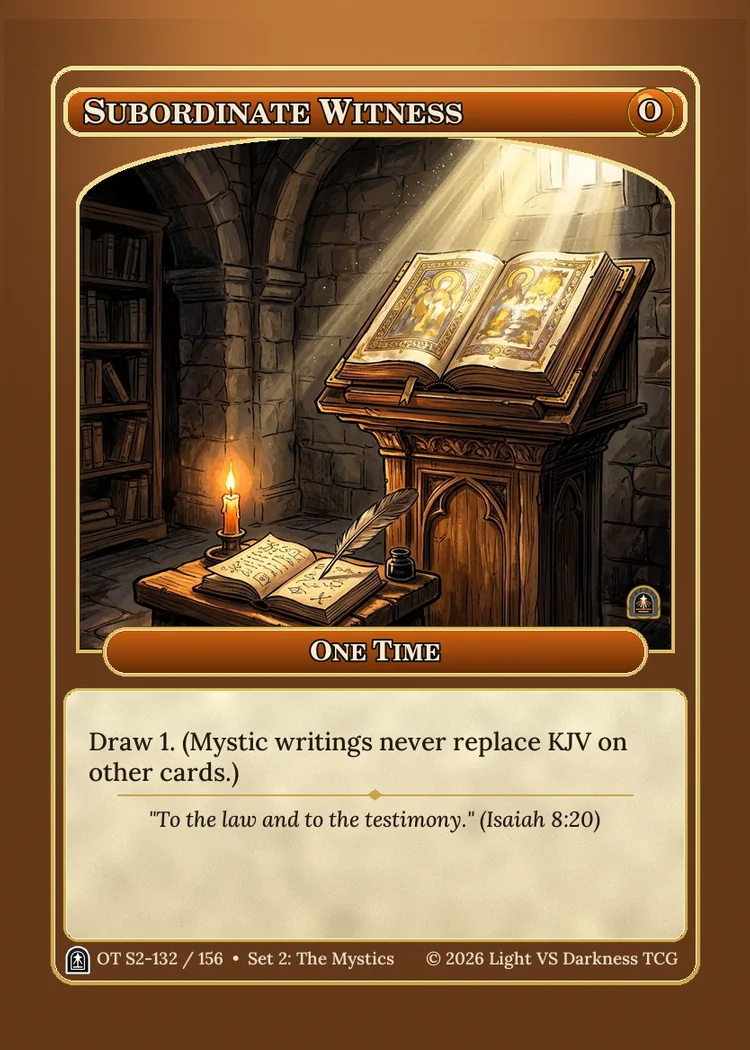 Subordinate Witness O
One Time
Draw 1. (Mystic writings never replace KJV on
other cards.)
"To the law and to the testimony." (Isaiah 8:20)
OT S2-132 / 156 • Set 2: The Mystics © 2026 Light VS Darkness TCG